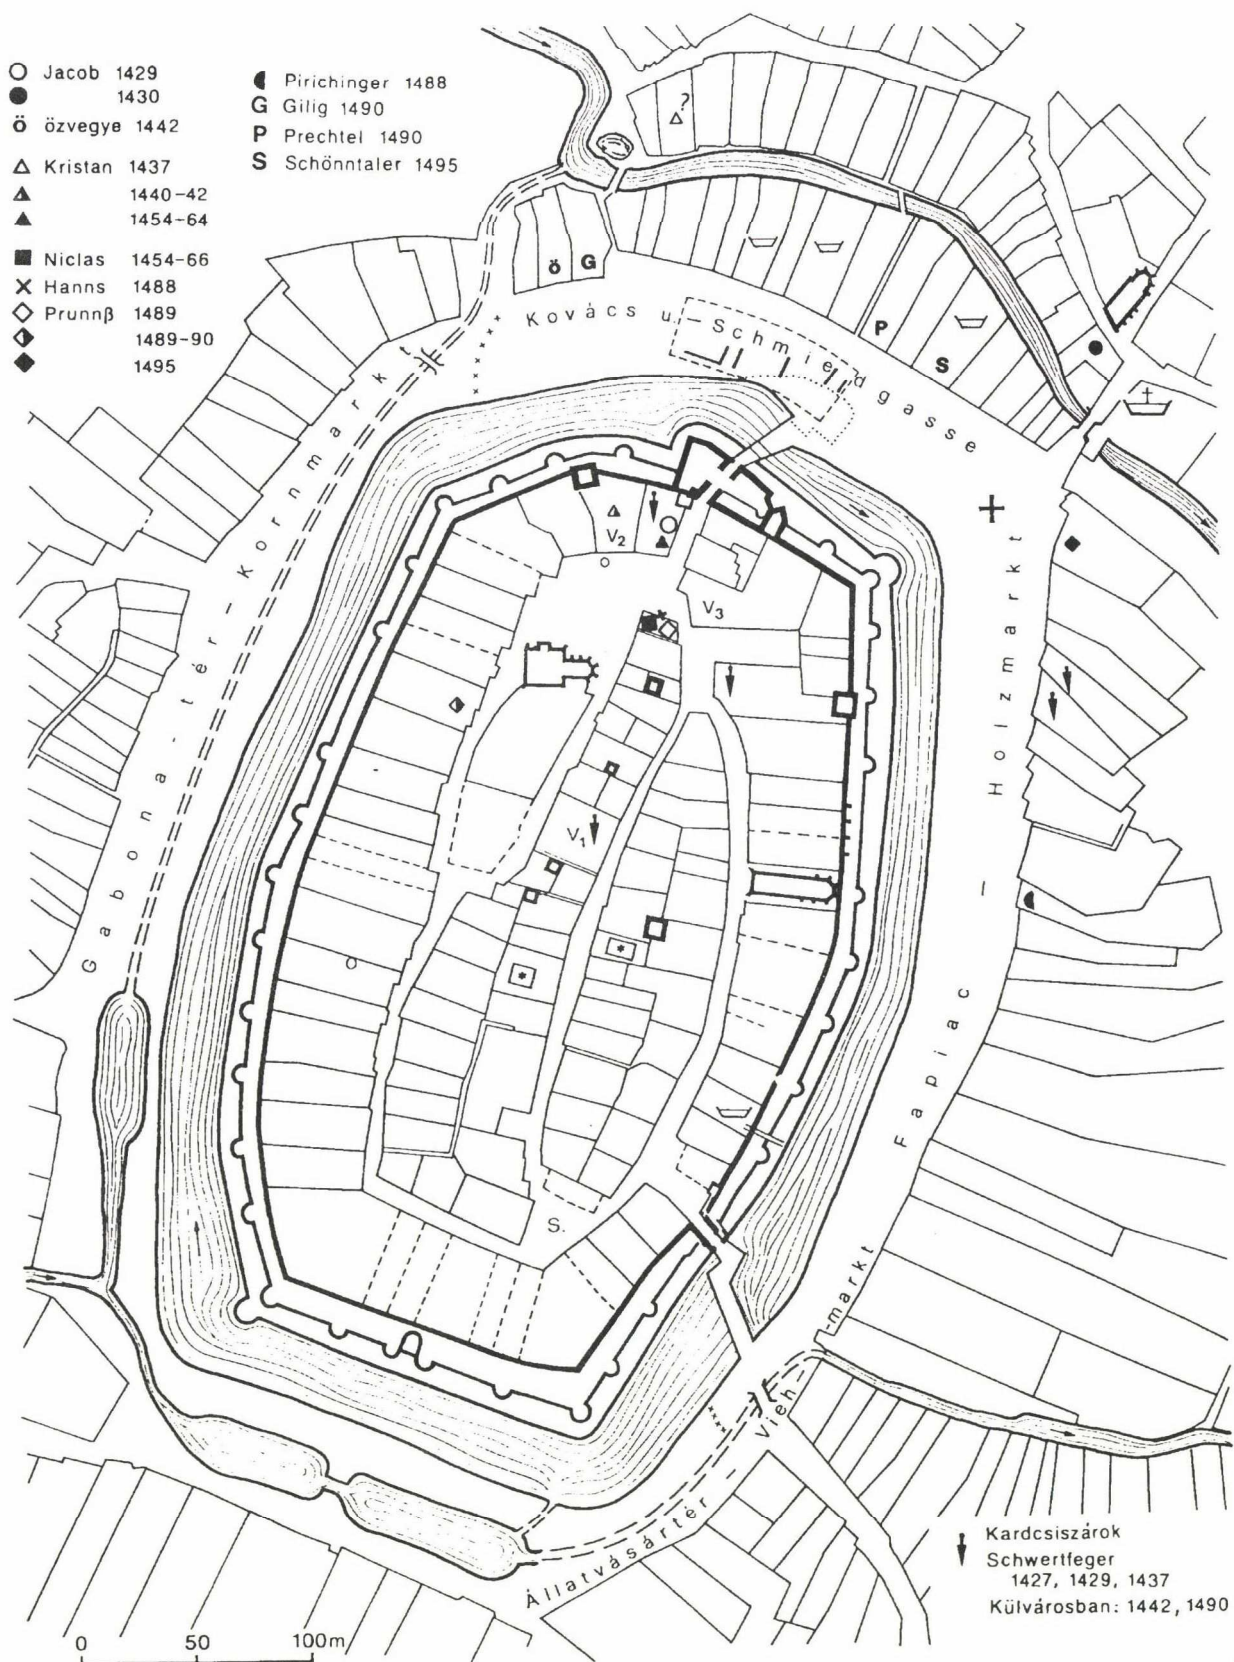 Jacob 1429
1430
özvegye 1442
Kristan 1437
1440-42
1454-64
Niclas 1454-66
Hanns 1488
Prunnβ 1489
1489-90
1495
Pirichinger 1488
G Gilig 1490
P Prechtel 1490
S Schönntaler 1495
?
ö G
Kovács u.-Schmiedgasse
P
S
Gabona-tér-Kornmarkt
V2
V3
V1
S.
Fapiac - Holzmarkt
Állatvásártér - Vieh-markt
Kardcsiszárok
Schwertfeger
1427, 1429, 1437
Külvárosban: 1442, 1490
0 50 100m